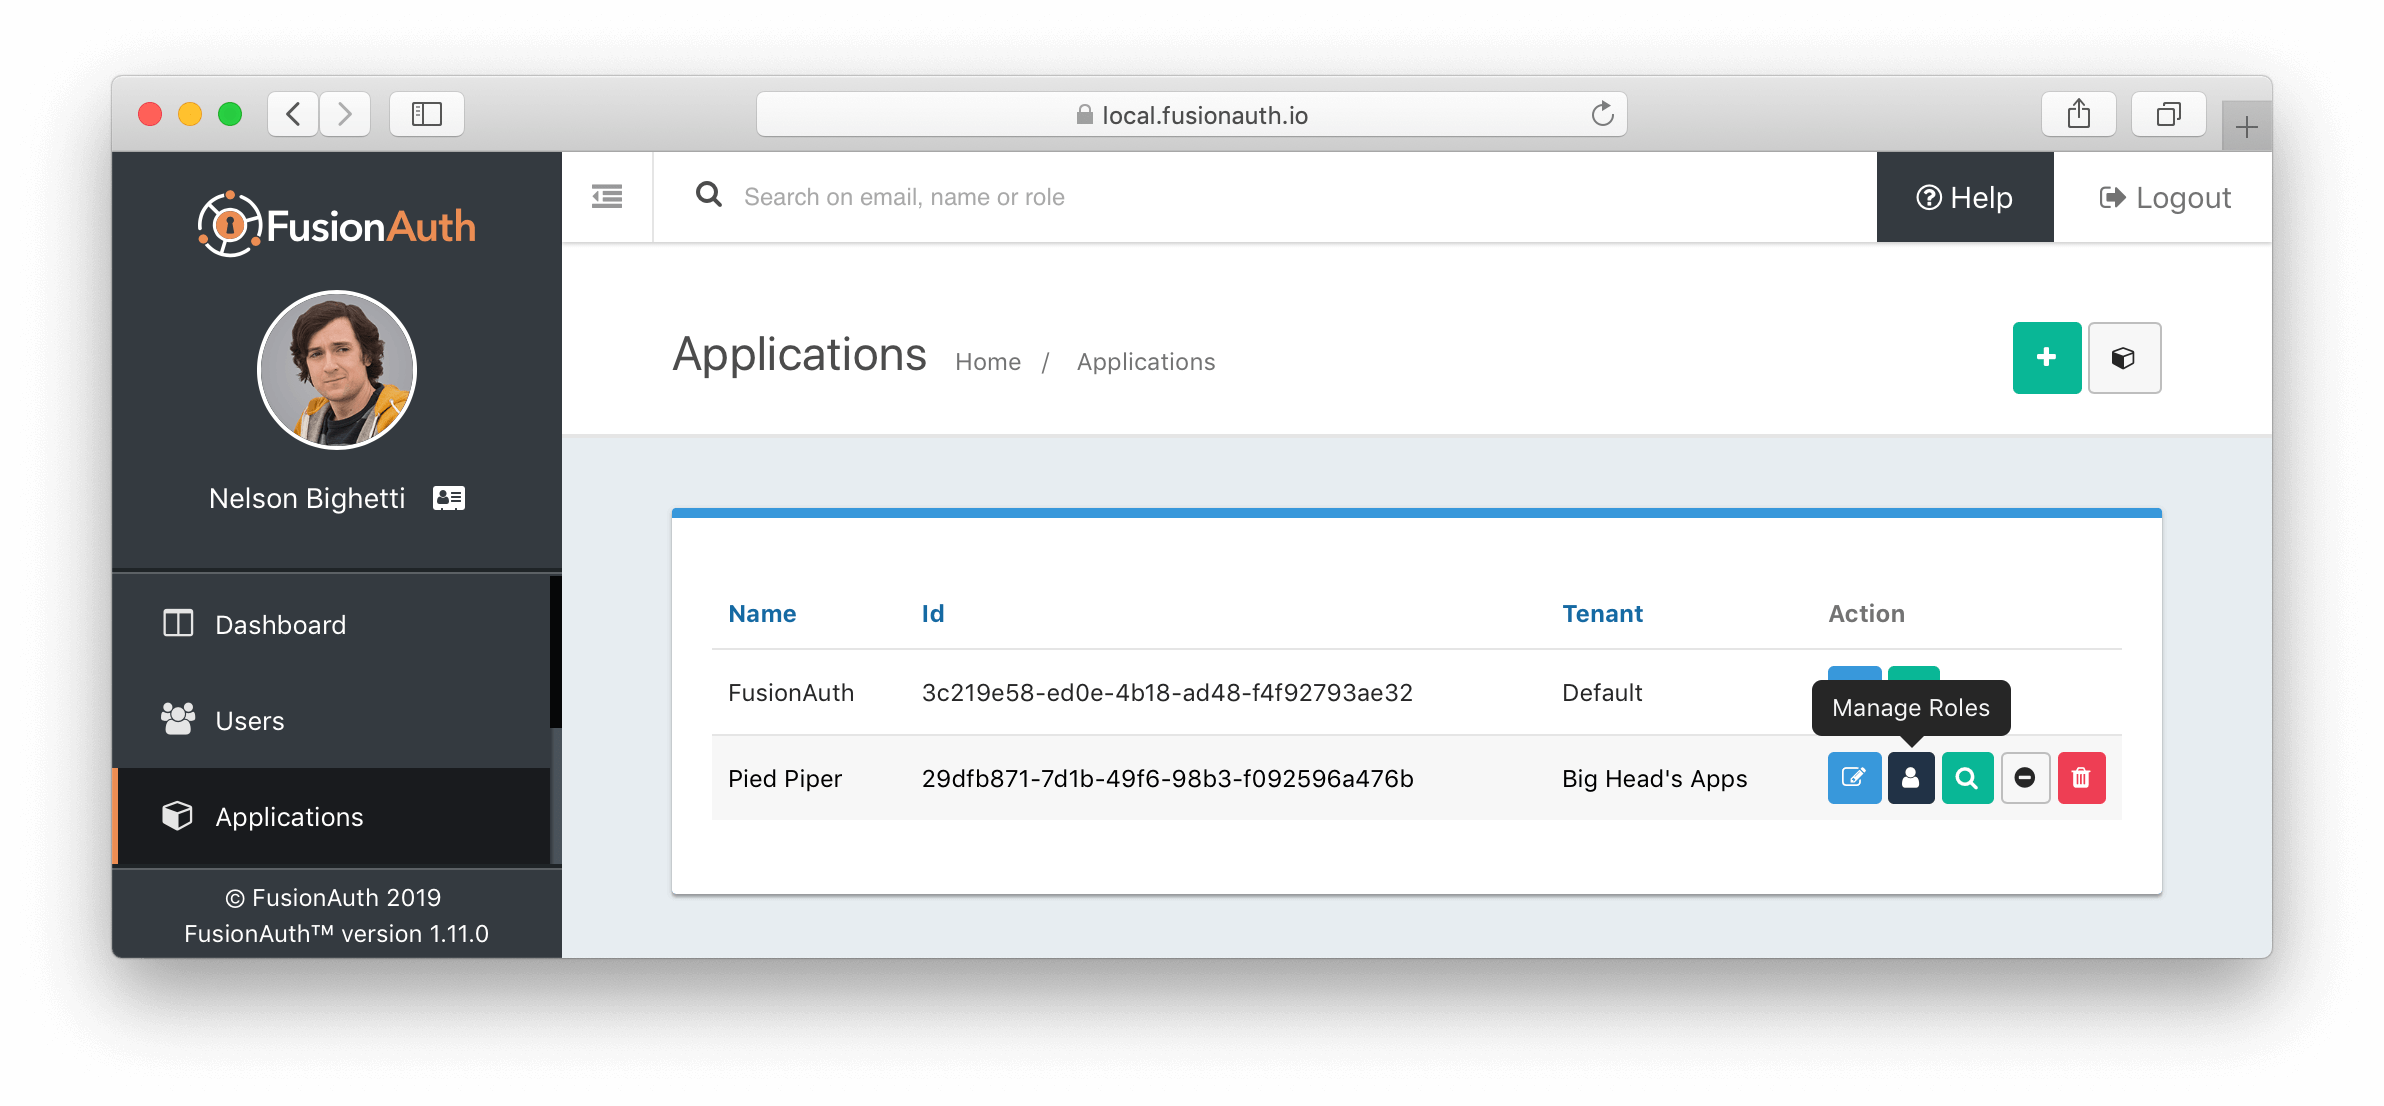 local.fusionauth.io
FusionAuth
Search on email, name or role
Help
Logout
Nelson Bighetti
Applications
Home / Applications
Dashboard
Users
Applications
Name Id Tenant Action
FusionAuth 3c219e58-ed0e-4b18-ad48-f4f92793ae32 Default
Manage Roles
Pied Piper 29dfb871-7d1b-49f6-98b3-f092596a476b Big Head's Apps
© FusionAuth 2019
FusionAuth™ version 1.11.0